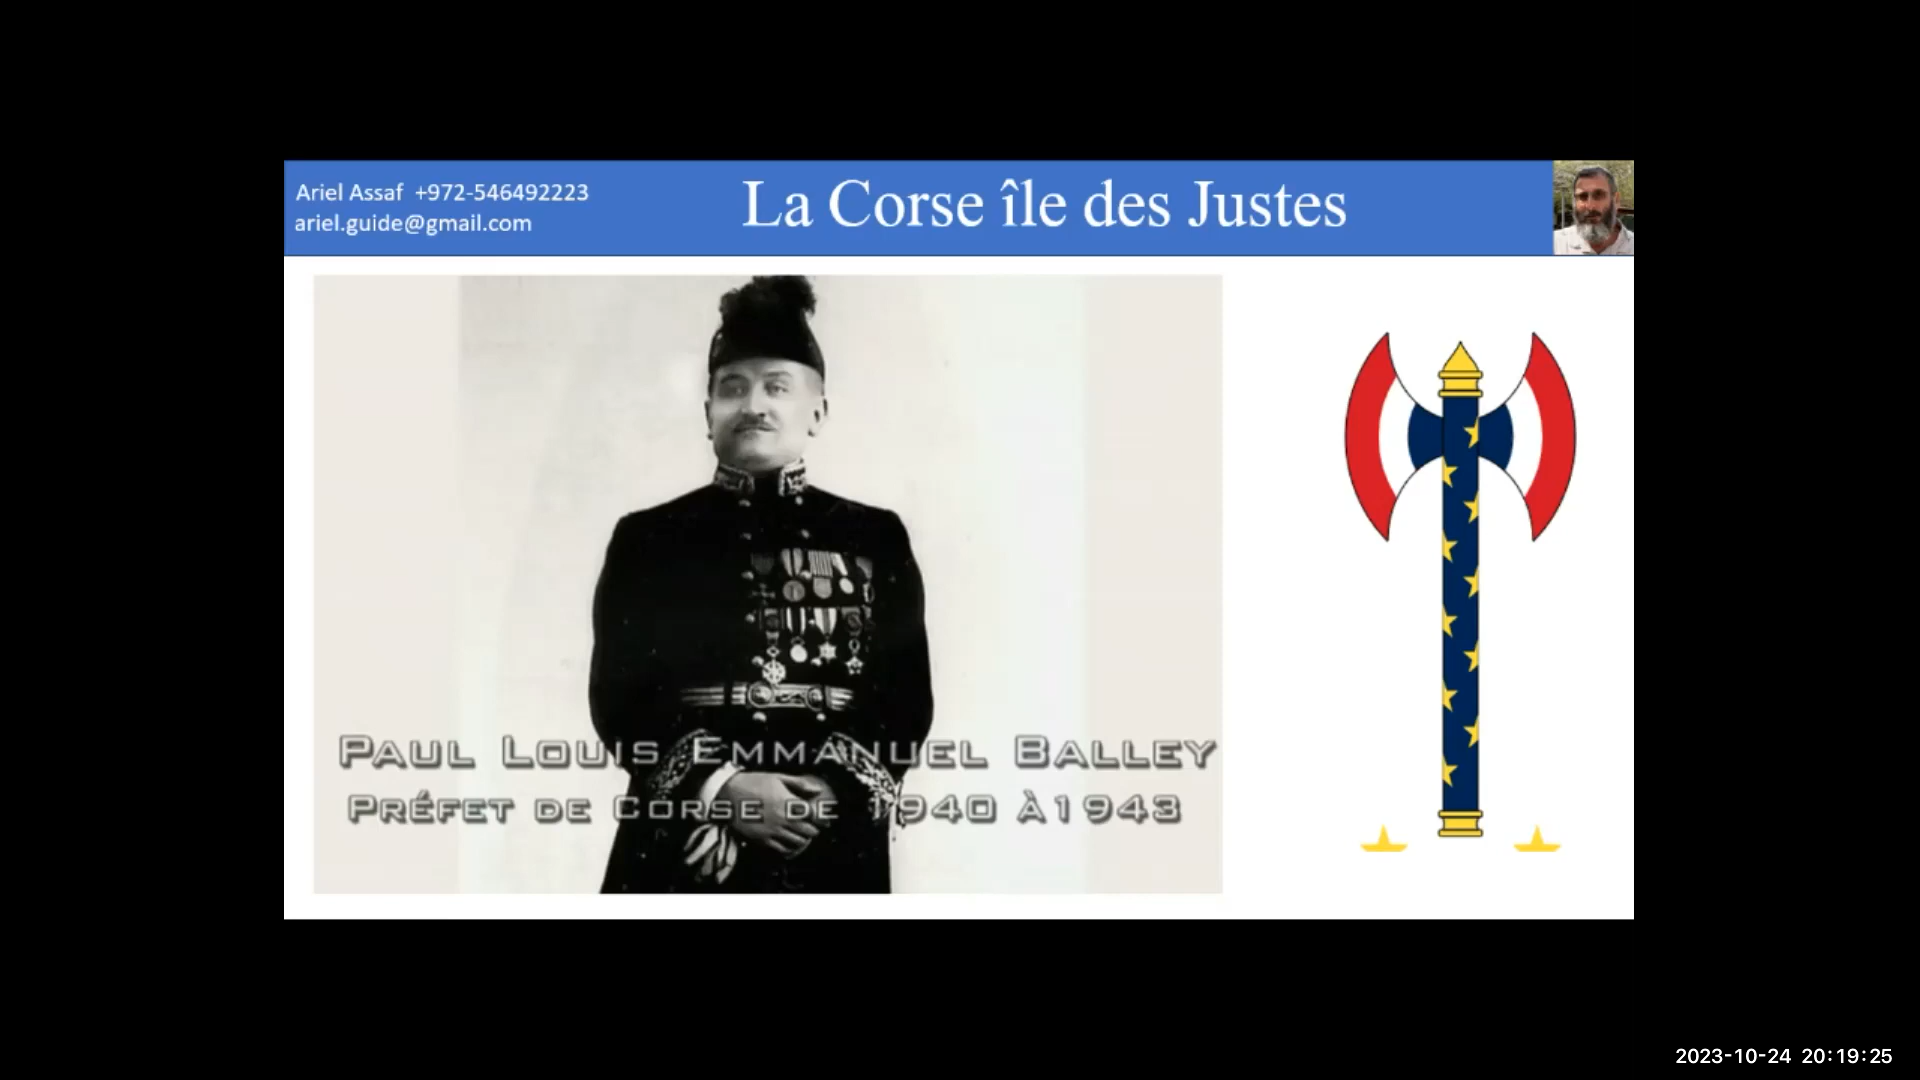 Ariel Assaf +972-546492223
ariel.guide@gmail.com
La Corse île des Justes
PAUL LOUIS EMMANUEL BALLEY
PRÉFET DE CORSE DE 1940 À1943
2023-10-24 20:19:25